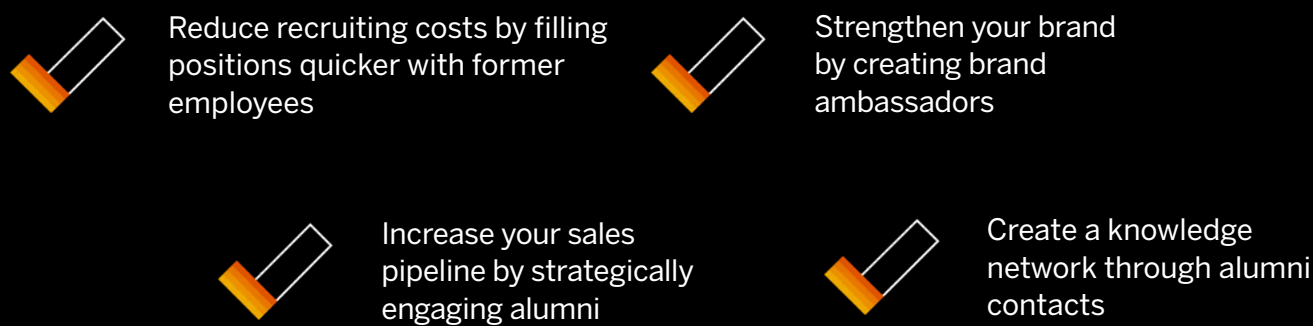 Reduce recruiting costs by filling
positions quicker with former
employees
Strengthen your brand
by creating brand
ambassadors
Increase your sales
pipeline by strategically
engaging alumni
Create a knowledge
network through alumni
contacts